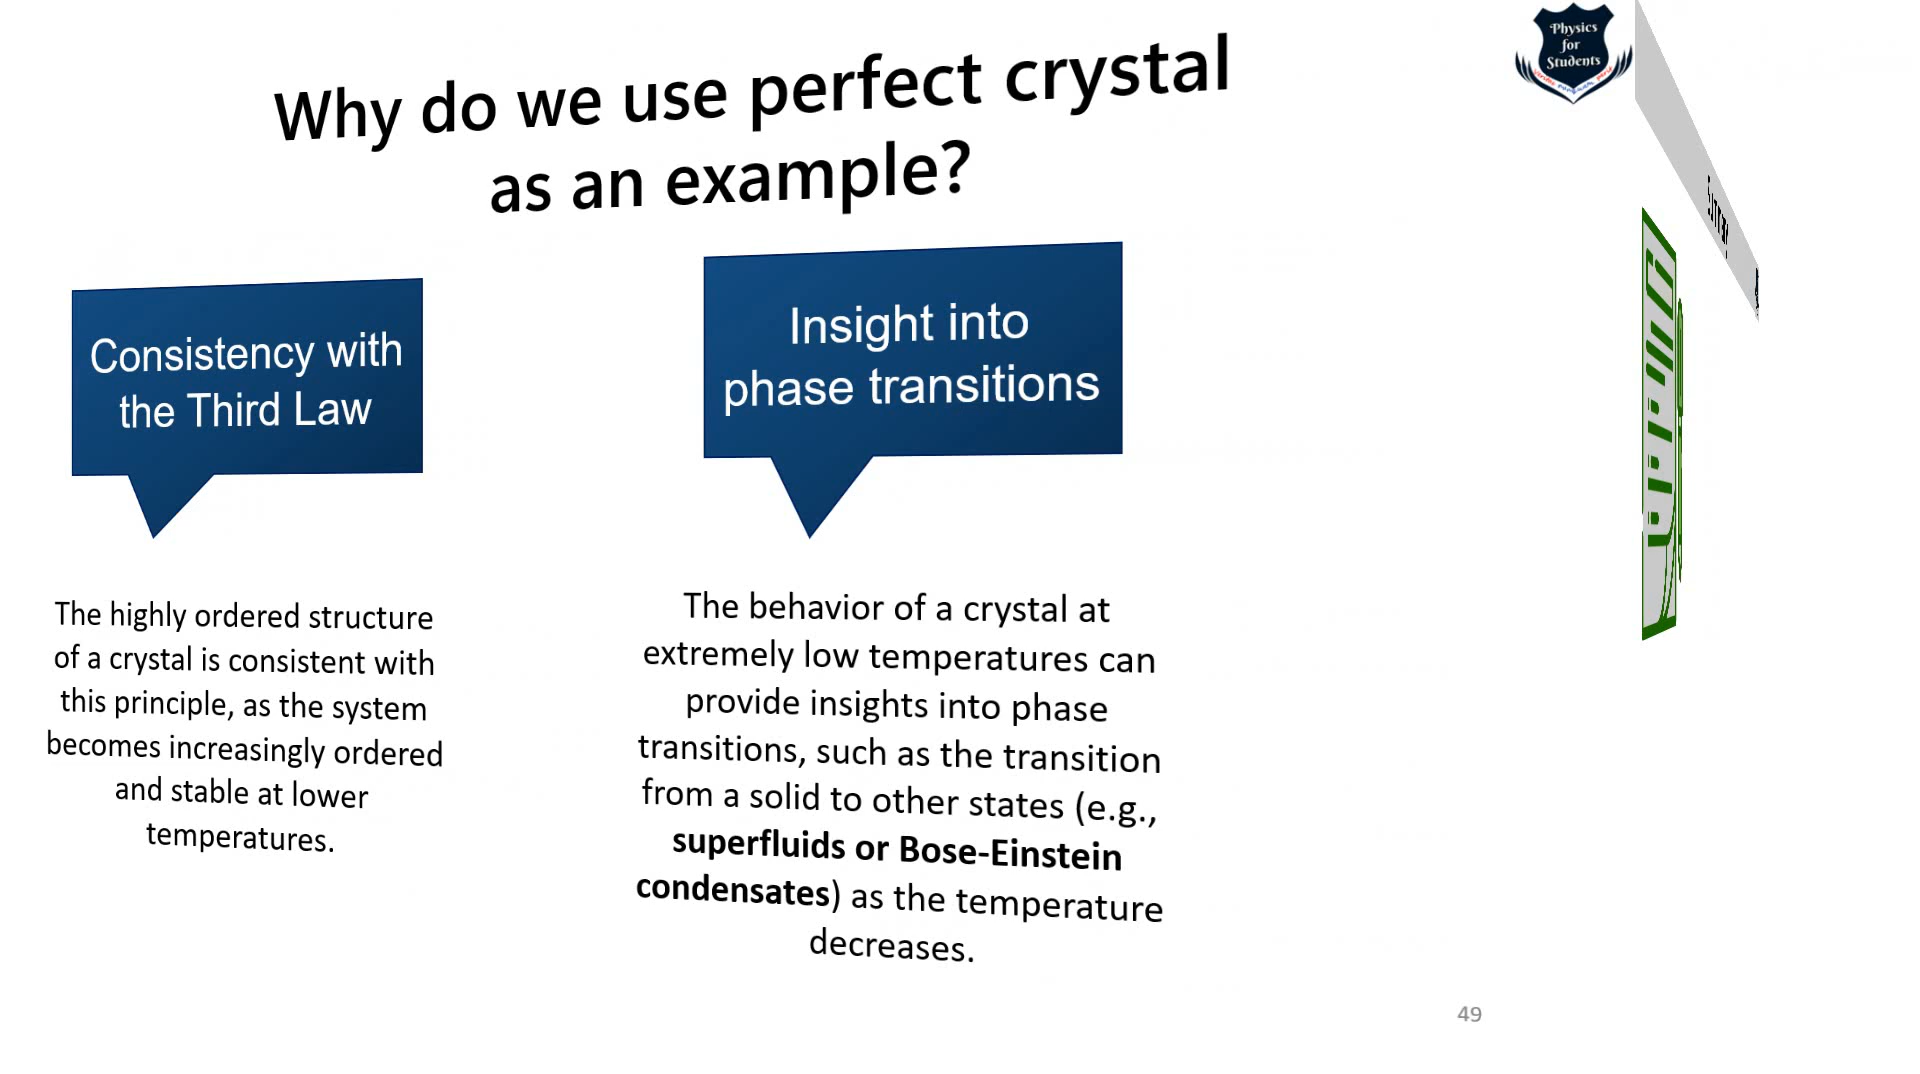 Why do we use perfect crystal
as an example?
Physics
for
Students
Consistency with
the Third Law
Insight into
phase transitions
The highly ordered structure
of a crystal is consistent with
this principle, as the system
becomes increasingly ordered
and stable at lower
temperatures.
The behavior of a crystal at
extremely low temperatures can
provide insights into phase
transitions, such as the transition
from a solid to other states (e.g.,
superfluids or Bose-Einstein
condensates) as the temperature
decreases.
49